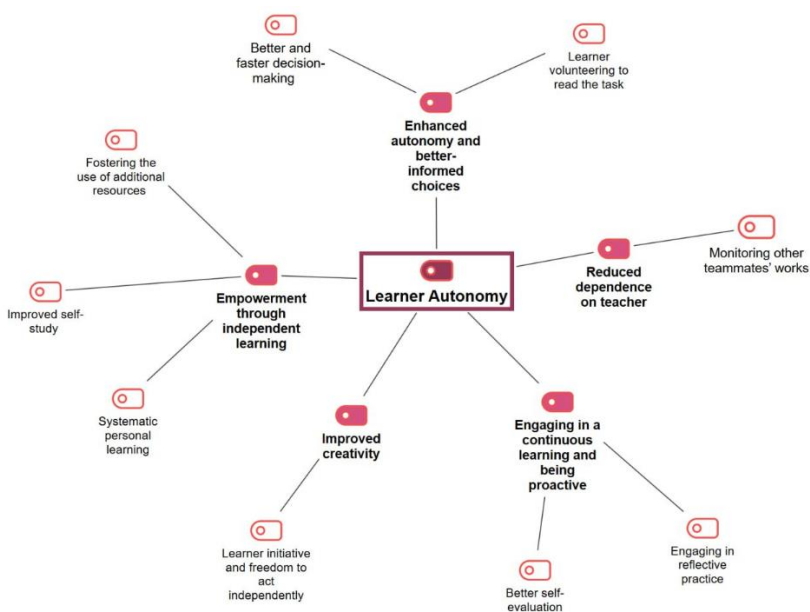 Better and
faster decision-
making
Learner
volunteering to
read the task
Enhanced
autonomy and
better-
informed
choices
Fostering the
use of additional
resources
Monitoring other
teammates' works
Reduced
dependence
on teacher
Learner Autonomy
Empowerment
through
independent
learning
Improved self-
study
Systematic
personal
learning
Improved
creativity
Engaging in a
continuous
learning and
being
proactive
Learner initiative
and freedom to
act
independently
Better self-
evaluation
Engaging in
reflective
practice